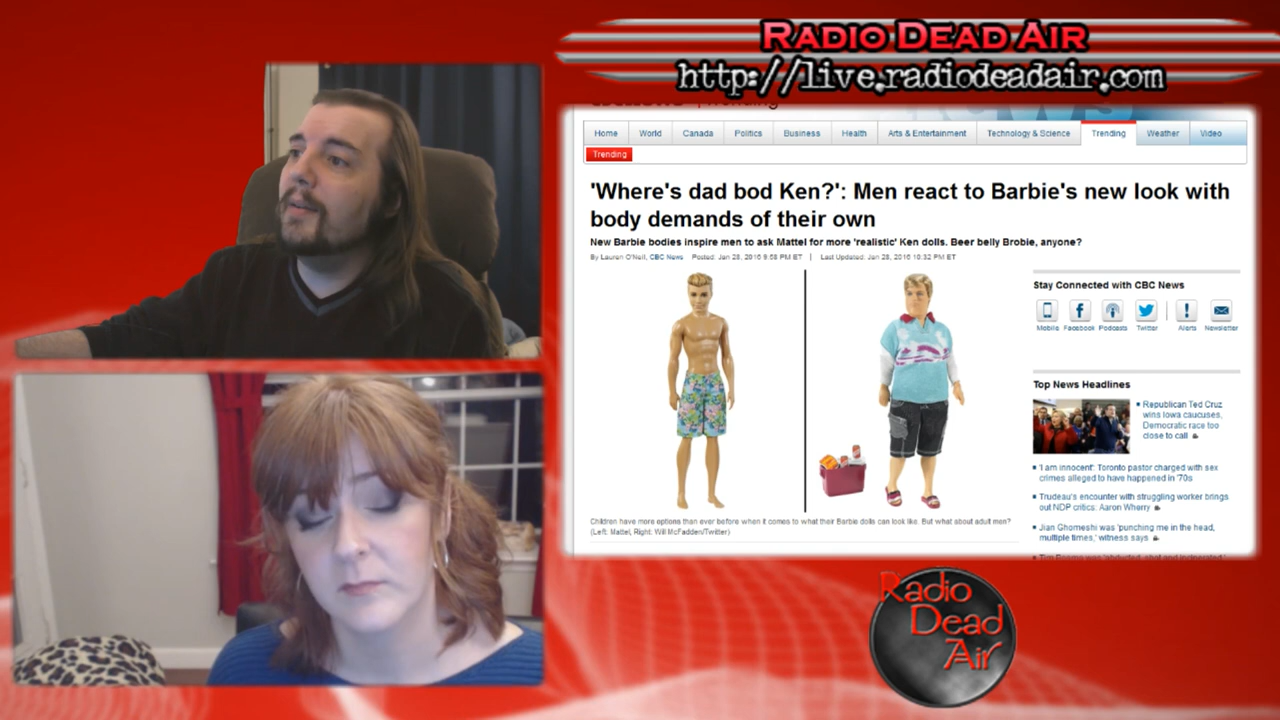 RADIO DEAD AIR
http://live.radiodeadair.com
Home World Canada Politics Business Health Arts & Entertainment Technology & Science Trending Weather Video
Trending
'Where's dad bod Ken?': Men react to Barbie's new look with
body demands of their own
New Barbie bodies inspire men to ask Mattel for more 'realistic' Ken dolls. Beer belly Brobie, anyone?
By Lauren O'Neil, CBC News Posted: Jan 28, 2016 9:58 PM ET | Last Updated: Jan 28, 2016 10:32 PM ET
Stay Connected with CBC News
Mobile Facebook Podcasts Twitter Alerts Newsletter
Top News Headlines
Republican Ted Cruz
wins Iowa caucuses,
Democratic race too
close to call
'I am innocent': Toronto pastor charged with sex
crimes alleged to have happened in '70s
Trudeau's encounter with struggling worker brings
out NDP critics: Aaron Wherry
Jian Ghomeshi was 'punching me in the head,
multiple times,' witness says
Children have more options than ever before when it comes to what their Barbie dolls can look like. But what about adult men?
(Left: Mattel, Right: Will McFadden/Twitter)
Radio
Dead
Air